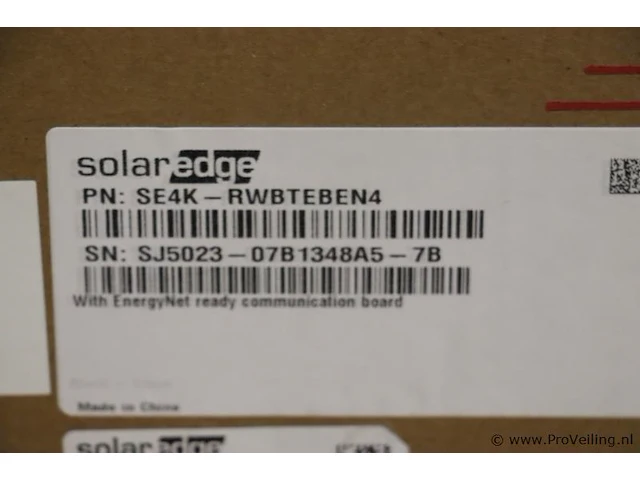 solaredge
PN: SE4K-RWBTEBEN4
SN: SJ5023-07B1348A5-7B
With EnergyNet ready communication board
Made in China
solaredge
© www.ProVeiling.nl